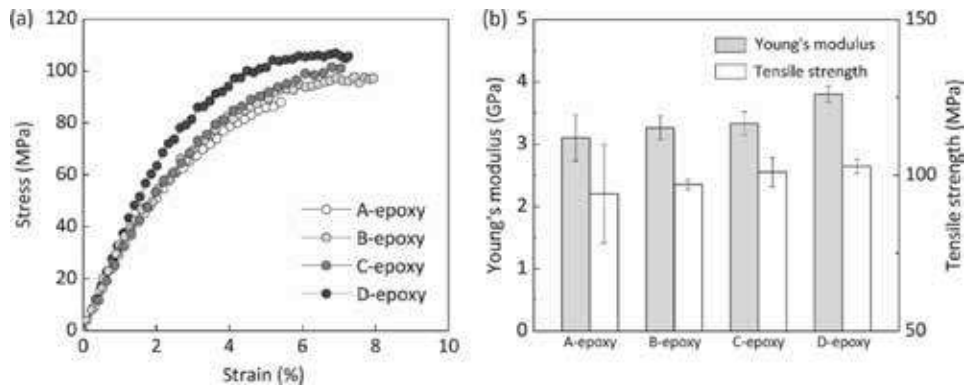 (a)
120
100
80
60
40
20
0
Stress (MPa)
A-epoxy
B-epoxy
C-epoxy
D-epoxy
0 2 4 6 8 10
Strain (%)
(b)
5
4
3
2
1
0
Young's modulus (GPa)
Young's modulus
Tensile strength
150
100
50
Tensile strength (MPa)
A-epoxy B-epoxy C-epoxy D-epoxy